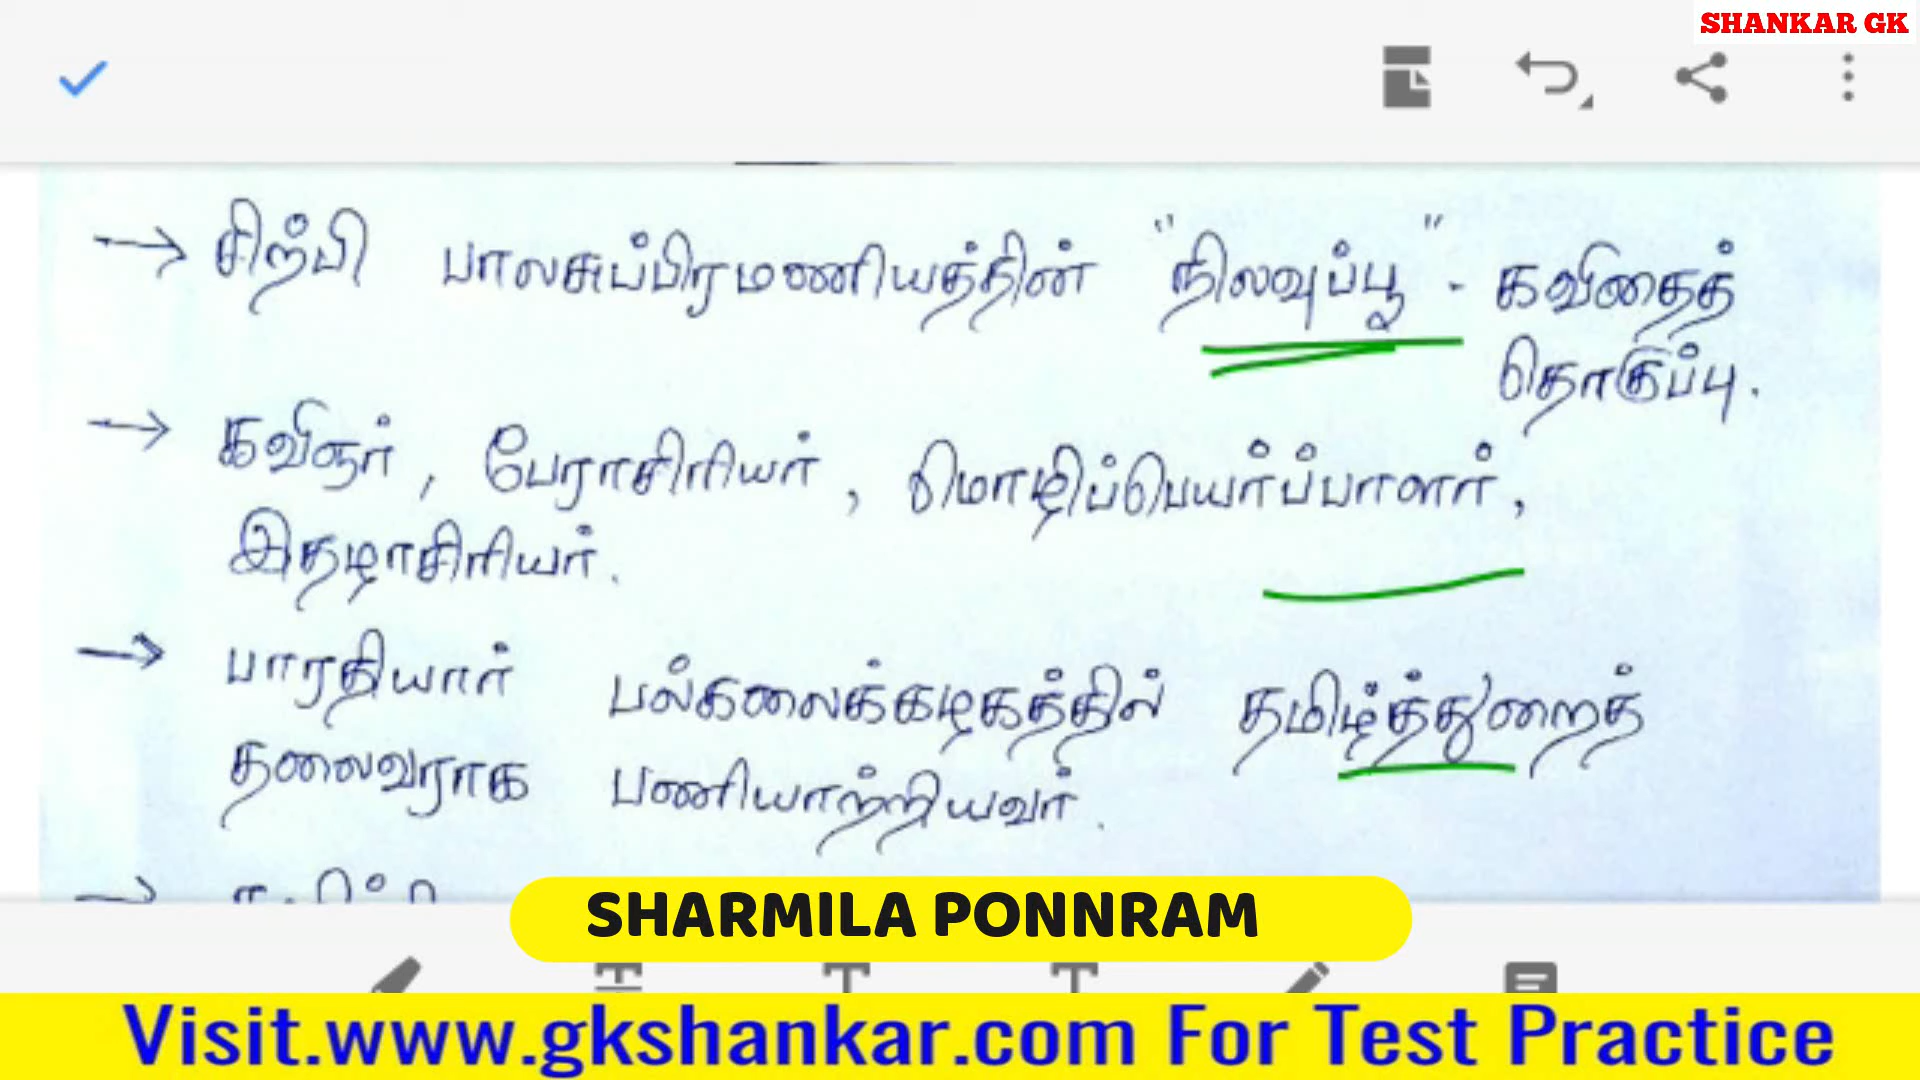 SHANKAR GK
→ சிற்பி பாலசுப்பிரமணியத்தின் "நிலவுப்பூ" - கவிதைத்
தொகுப்பு.
→ கவிஞர், பேராசிரியர், மொழிப்பெயர்ப்பாளர்,
இதழாசிரியர்.
→ பாரதியார் பல்கலைக்கழகத்தில் தமிழ்த்துறைத்
தலைவராக பணியாற்றியவர்.
SHARMILA PONNRAM
Visit.www.gkshankar.com For Test Practice